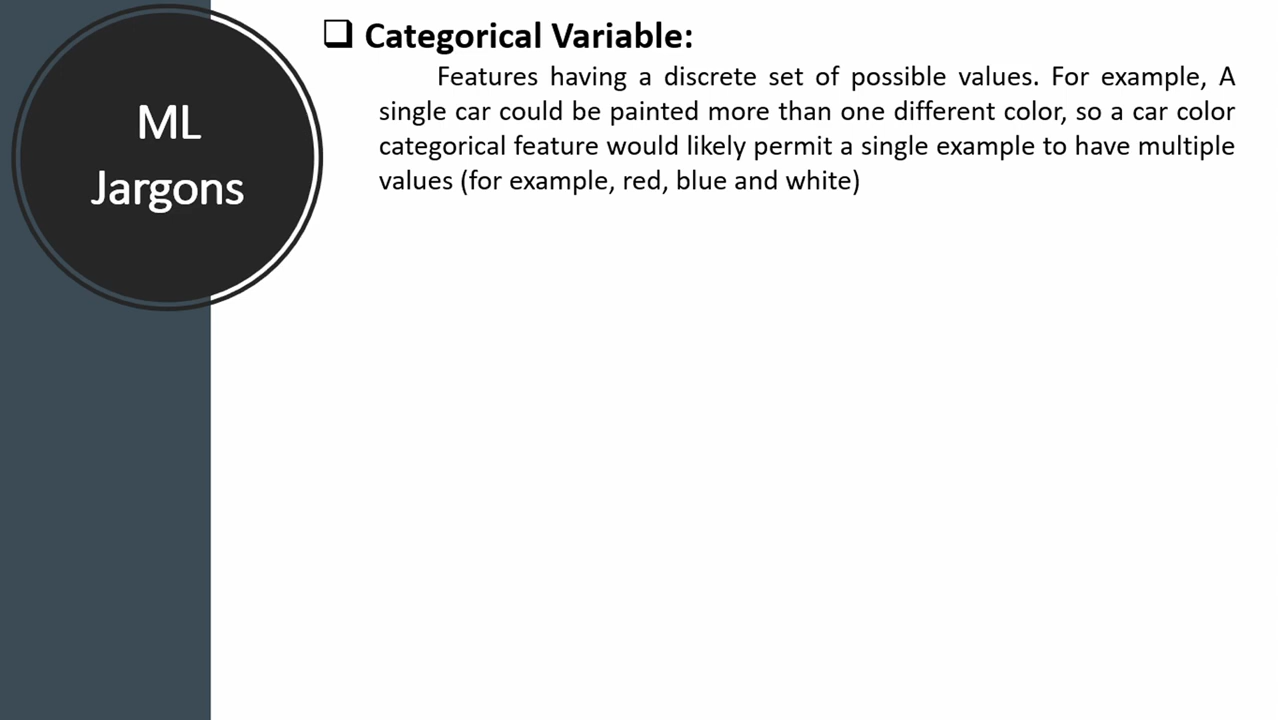 ML
Jargons
❑ Categorical Variable:
Features having a discrete set of possible values. For example, A
single car could be painted more than one different color, so a car color
categorical feature would likely permit a single example to have multiple
values (for example, red, blue and white)